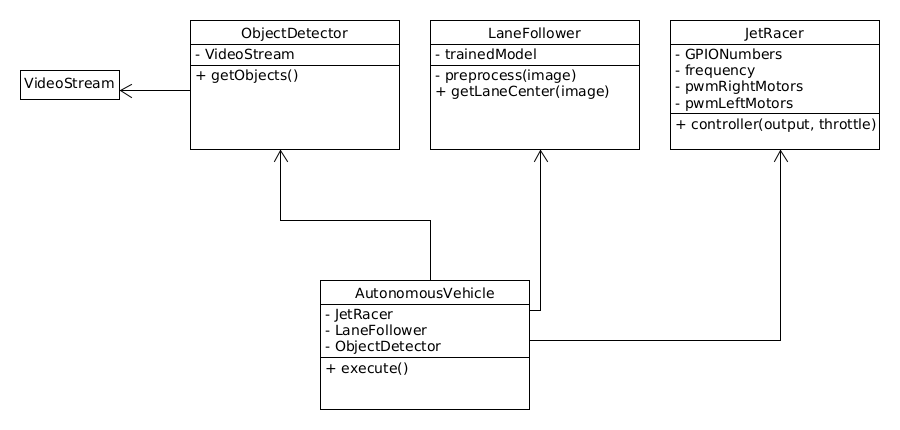 VideoStream
ObjectDetector
- VideoStream
+ getObjects()
LaneFollower
- trainedModel
- preprocess(image)
+ getLaneCenter(image)
JetRacer
- GPIONumbers
- frequency
- pwmRightMotors
- pwmLeftMotors
+ controller(output, throttle)
AutonomousVehicle
- JetRacer
- LaneFollower
- ObjectDetector
+ execute()